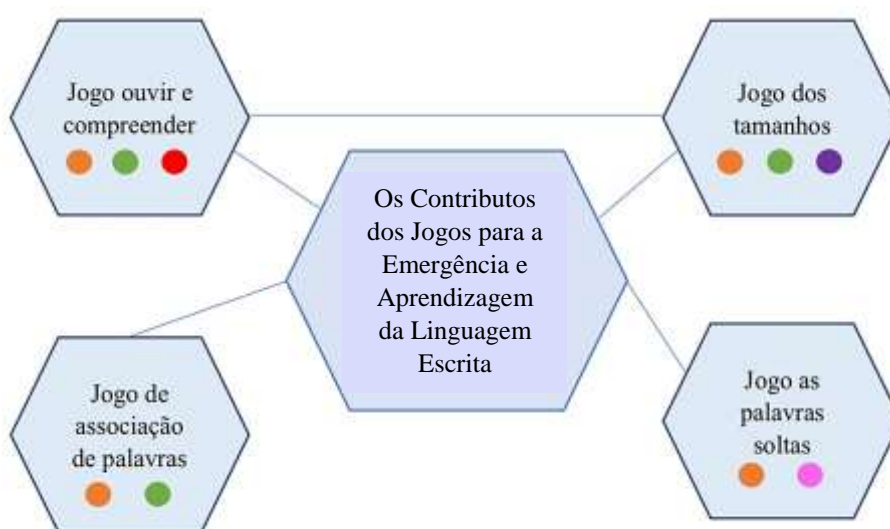 Jogo ouvir e
compreender
Jogo dos
tamanhos
Os Contributos
dos Jogos para a
Emergência e
Aprendizagem
da Linguagem
Escrita
Jogo de
associação
de palavras
Jogo as
palavras
soltas